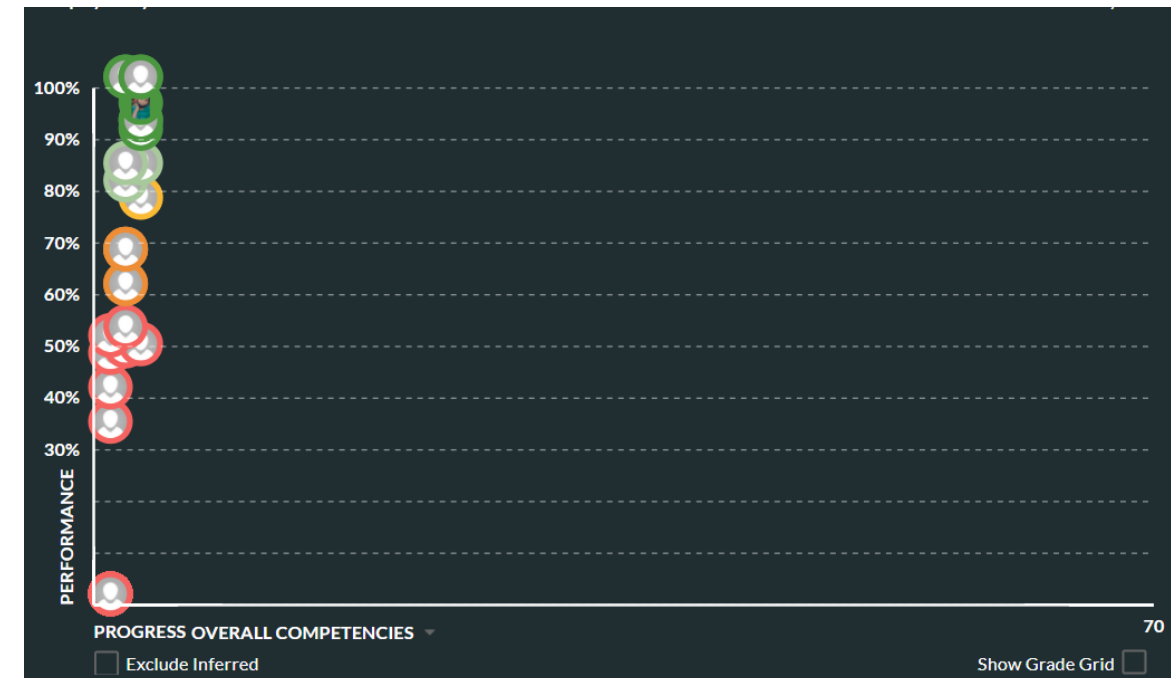 100%
90%
80%
70%
60%
50%
40%
30%
PERFORMANCE
PROGRESS OVERALL COMPETENCIES
70
Exclude Inferred
Show Grade Grid